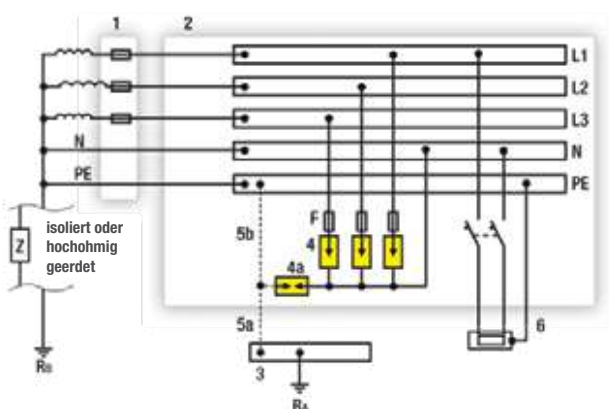 1
2
L1
L2
L3
N
N
PE
PE
isoliert oder
hochohmig
geerdet
Z
F
4
5b
4a
5a
6
3
RB
RA